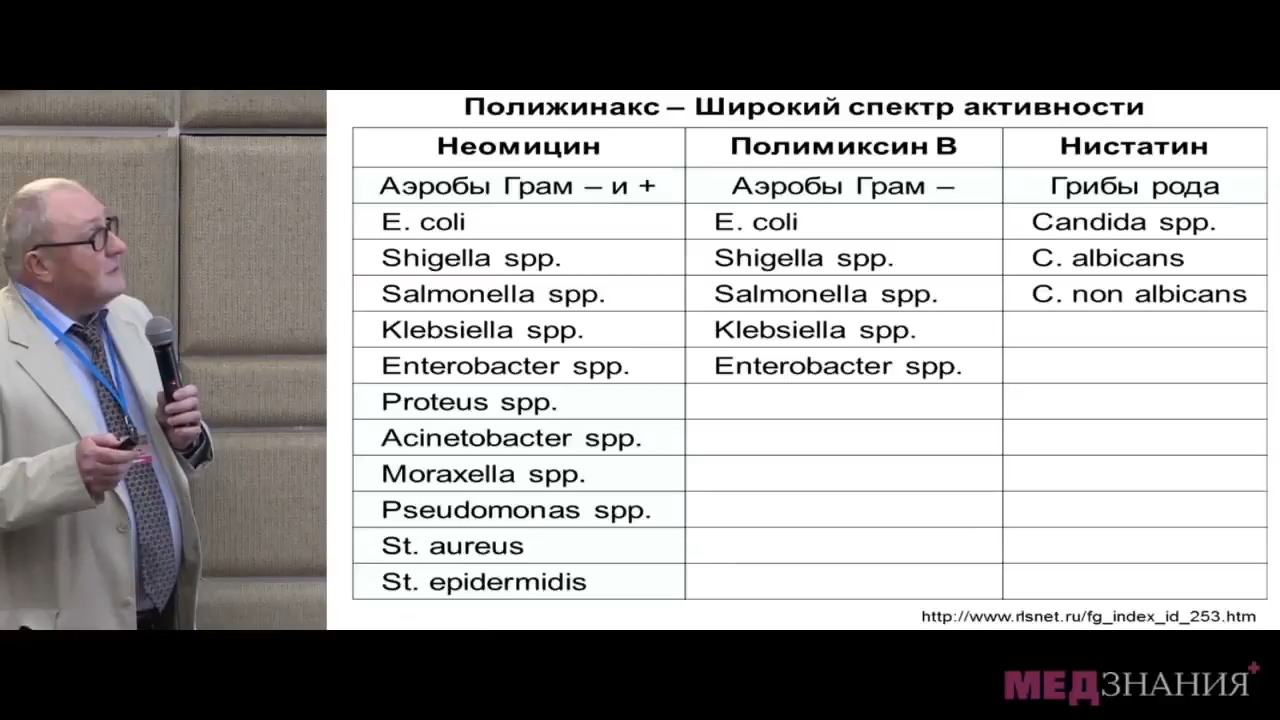 Полижинакс – Широкий спектр активности
Неомицин Полимиксин В Нистатин
Аэробы Грам – и + Аэробы Грам – Грибы рода
E. coli E. coli Candida spp.
Shigella spp. Shigella spp. C. albicans
Salmonella spp. Salmonella spp. C. non albicans
Klebsiella spp. Klebsiella spp.
Enterobacter spp. Enterobacter spp.
Proteus spp.
Acinetobacter spp.
Moraxella spp.
Pseudomonas spp.
St. aureus
St. epidermidis
http://www.rlsnet.ru/fg_index_id_253.htm
МЕДЗНАНИЯ+